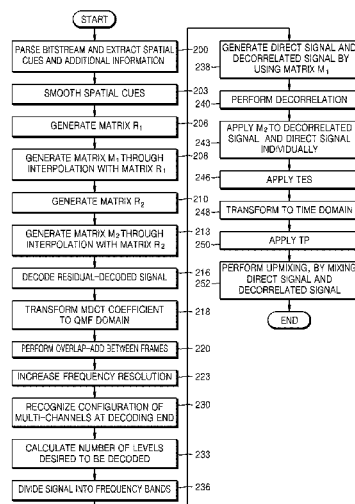 START
PARSE BITSTREAM AND EXTRACT SPATIAL
CUES AND ADDITIONAL INFORMATION
200
SMOOTH SPATIAL CUES
203
GENERATE MATRIX R1
206
GENERATE MATRIX M1 THROUGH
INTERPOLATION WITH MATRIX R1
208
GENERATE MATRIX R2
210
GENERATE MATRIX M2 THROUGH
INTERPOLATION WITH MATRIX R2
213
DECODE RESIDUAL-DECODED SIGNAL
216
TRANSFORM MDCT COEFFICIENT
TO QMF DOMAIN
218
PERFORM OVERLAP-ADD BETWEEN FRAMES
220
INCREASE FREQUENCY RESOLUTION
223
RECOGNIZE CONFIGURATION OF
MULTI-CHANNELS AT DECODING END
230
CALCULATE NUMBER OF LEVELS
DESIRED TO BE DECODED
233
DIVIDE SIGNAL INTO FREQUENCY BANDS
236
GENERATE DIRECT SIGNAL AND
DECORRELATED SIGNAL BY
USING MATRIX M1
238
PERFORM DECORRELATION
240
APPLY M2 TO DECORRELATED
SIGNAL AND DIRECT SIGNAL
INDIVIDUALLY
243
APPLY TES
246
TRANSFORM TO TIME DOMAIN
248
APPLY TP
250
PERFORM UPMIXING, BY MIXING
DIRECT SIGNAL AND
DECORRELATED SIGNAL
252
END